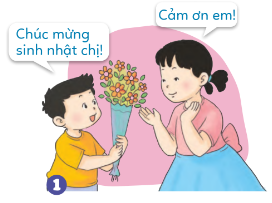 Chúc mừng
sinh nhật chị!
Cảm ơn em!
1